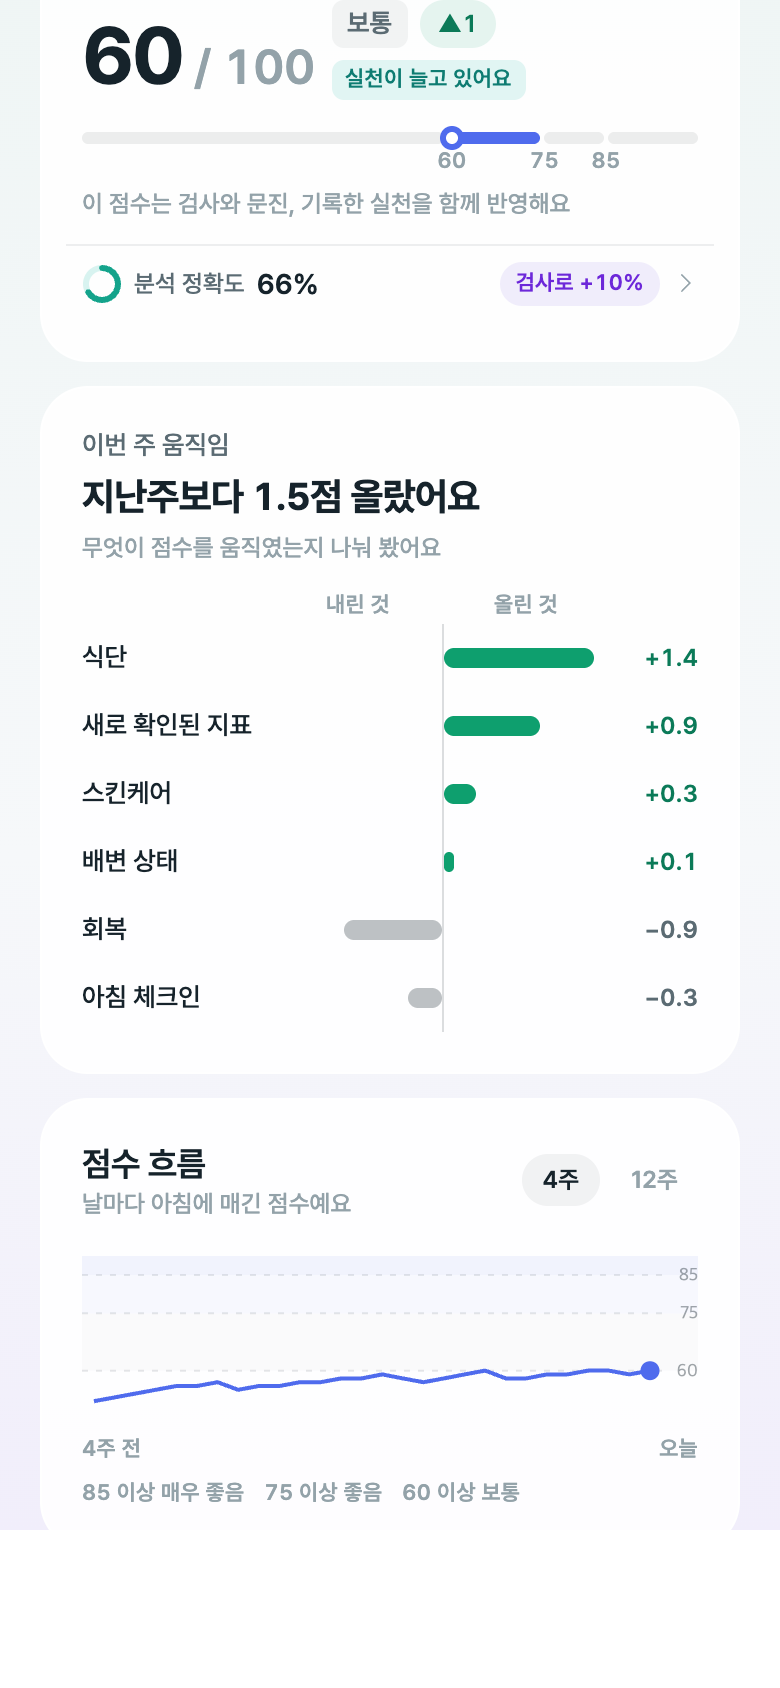 60 / 100
보통
▲1
실천이 늘고 있어요
60 75 85
이 점수는 검사와 문진, 기록한 실천을 함께 반영해요
분석 정확도 66% 검사로 +10%
이번 주 움직임
지난주보다 1.5점 올랐어요
무엇이 점수를 움직였는지 나눠 봤어요
내린 것 올린 것
식단 +1.4
새로 확인된 지표 +0.9
스킨케어 +0.3
배변 상태 +0.1
회복 −0.9
아침 체크인 −0.3
점수 흐름
4주 12주
날마다 아침에 매긴 점수예요
85
75
60
4주 전 오늘
85 이상 매우 좋음 75 이상 좋음 60 이상 보통